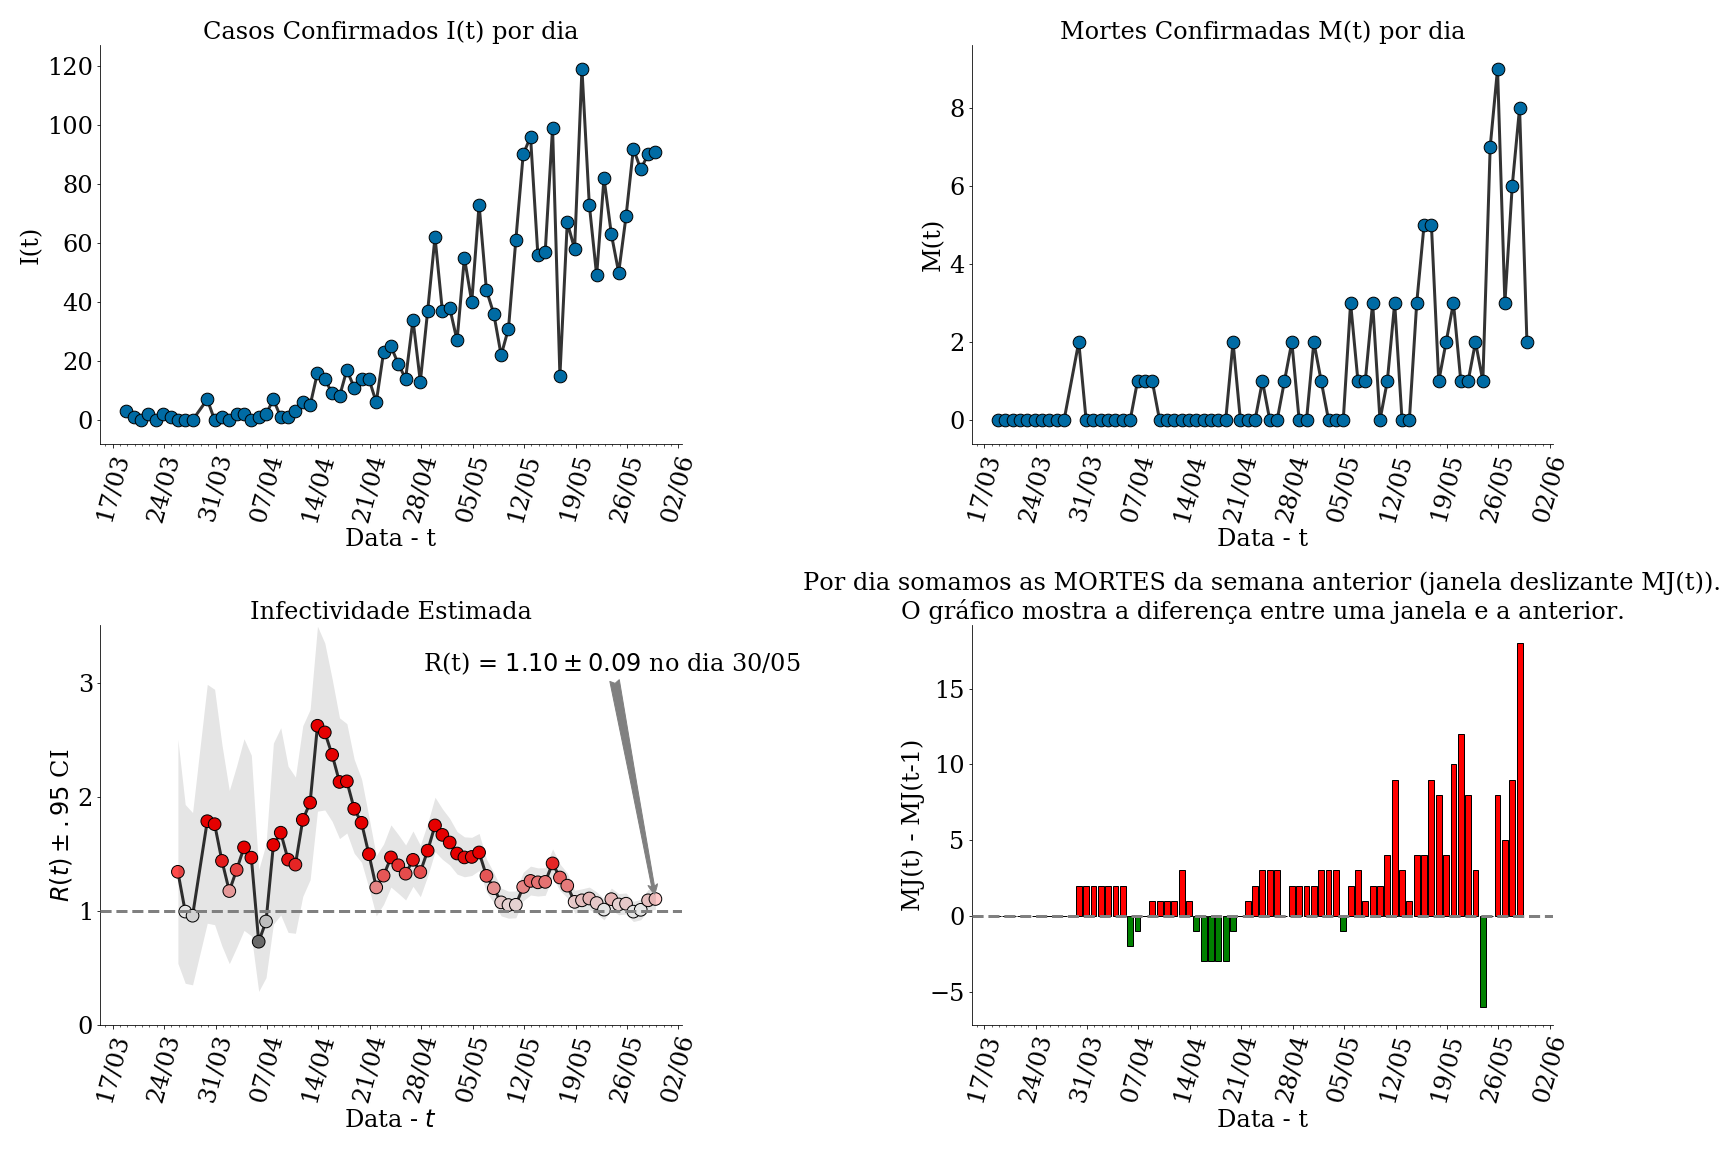 Casos Confirmados I(t) por dia
I(t)
120
100
80
60
40
20
0
17/03 24/03 31/03 07/04 14/04 21/04 28/04 05/05 12/05 19/05 26/05 02/06
Data - t
Mortes Confirmadas M(t) por dia
M(t)
8
6
4
2
0
17/03 24/03 31/03 07/04 14/04 21/04 28/04 05/05 12/05 19/05 26/05 02/06
Data - t
Infectividade Estimada
R(t) = 1.10 ± 0.09 no dia 30/05
R(t) ± .95 CI
3
2
1
0
17/03 24/03 31/03 07/04 14/04 21/04 28/04 05/05 12/05 19/05 26/05 02/06
Data - t
Por dia somamos as MORTES da semana anterior (janela deslizante MJ(t)).
O gráfico mostra a diferença entre uma janela e a anterior.
MJ(t) - MJ(t-1)
15
10
5
0
−5
17/03 24/03 31/03 07/04 14/04 21/04 28/04 05/05 12/05 19/05 26/05 02/06
Data - t